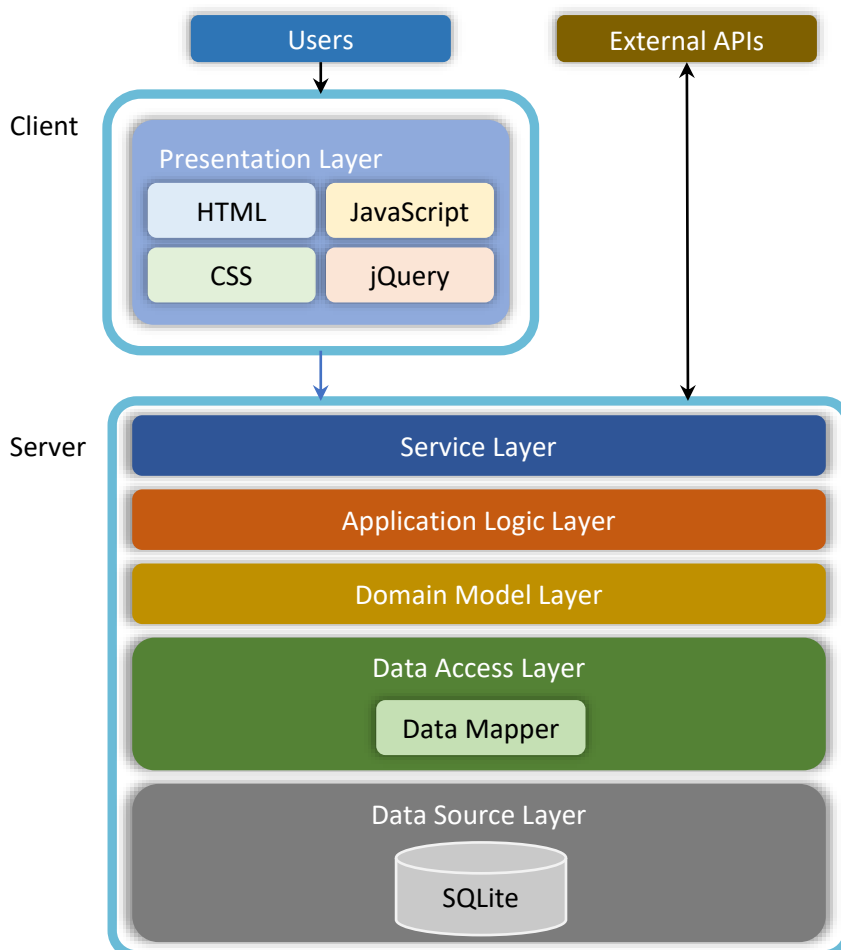 Users
External APIs
Client
Presentation Layer
HTML
JavaScript
CSS
jQuery
Server
Service Layer
Application Logic Layer
Domain Model Layer
Data Access Layer
Data Mapper
Data Source Layer
SQLite